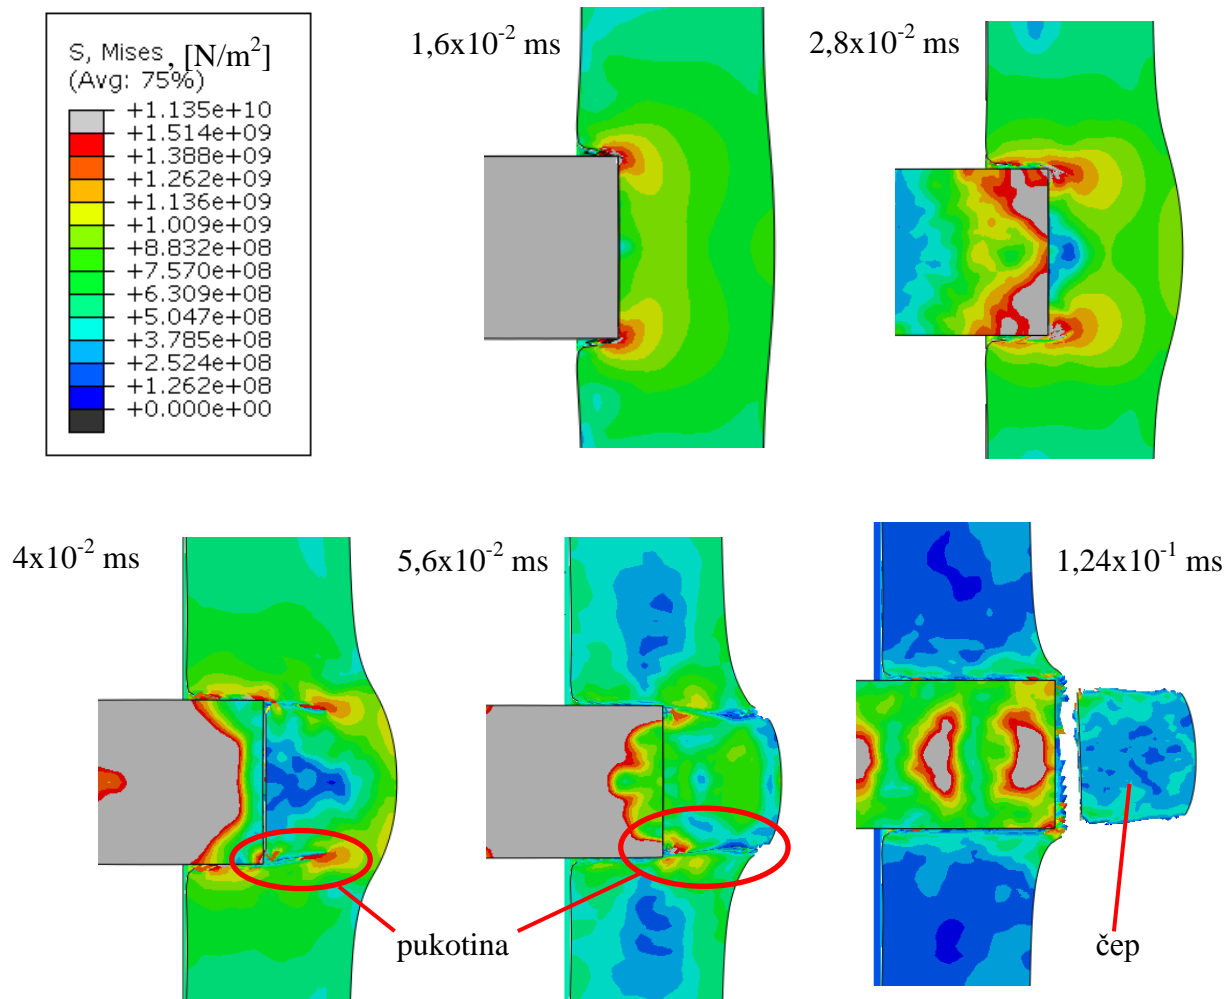 S, Mises, [N/m²]
(Avg: 75%)
+1.135e+10
+1.514e+09
+1.388e+09
+1.262e+09
+1.136e+09
+1.009e+09
+8.832e+08
+7.570e+08
+6.309e+08
+5.047e+08
+3.785e+08
+2.524e+08
+1.262e+08
+0.000e+00
1,6x10⁻² ms
2,8x10⁻² ms
4x10⁻² ms
5,6x10⁻² ms
1,24x10⁻¹ ms
pukotina
čep